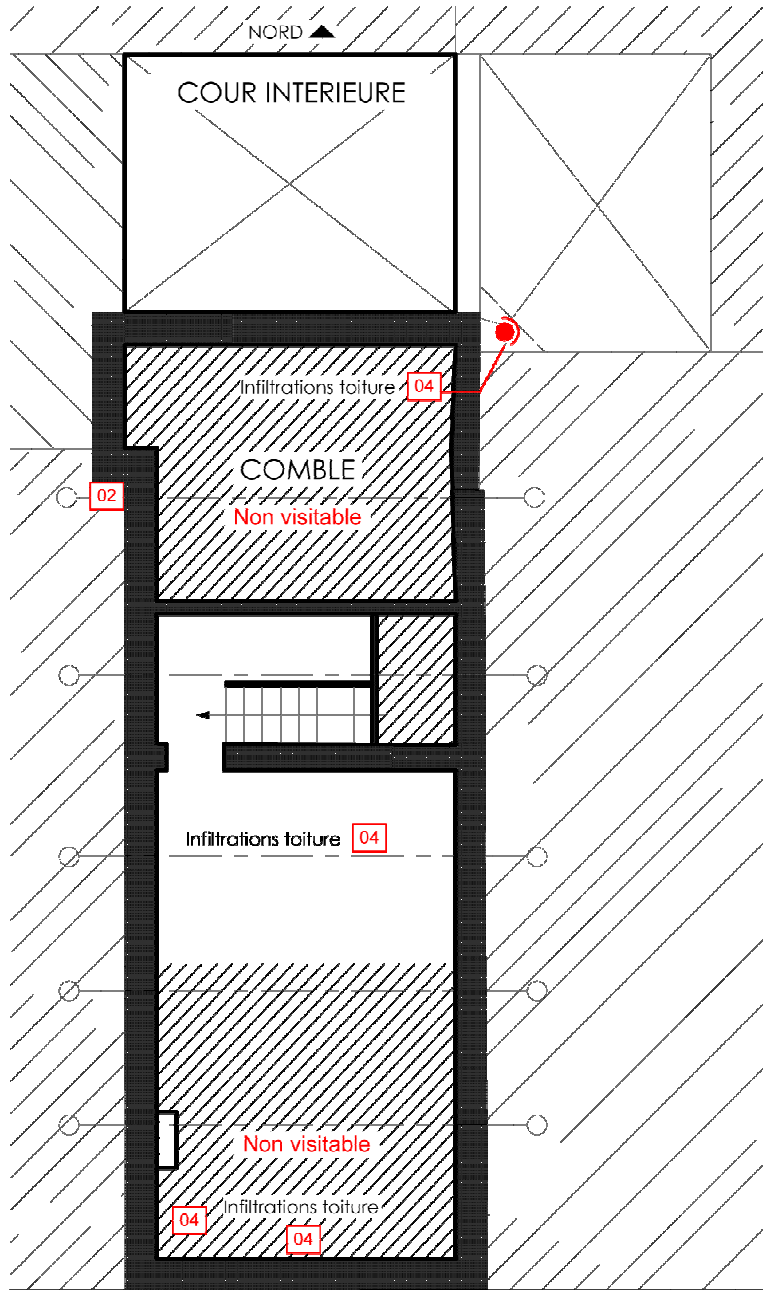 NORD
COUR INTERIEURE
Infiltrations toiture 04
COMBLE
02
Non visitable
Infiltrations toiture 04
Non visitable
Infiltrations toiture
04
04